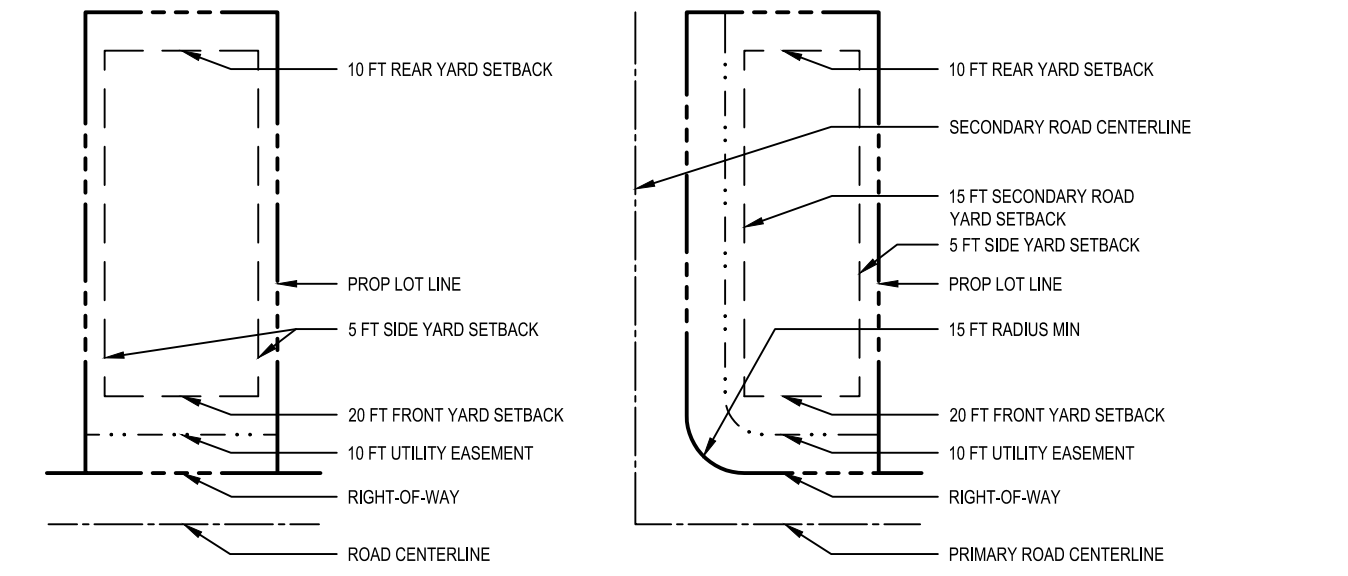 10 FT REAR YARD SETBACK
PROP LOT LINE
5 FT SIDE YARD SETBACK
20 FT FRONT YARD SETBACK
10 FT UTILITY EASEMENT
RIGHT-OF-WAY
ROAD CENTERLINE
10 FT REAR YARD SETBACK
SECONDARY ROAD CENTERLINE
15 FT SECONDARY ROAD
YARD SETBACK
5 FT SIDE YARD SETBACK
PROP LOT LINE
15 FT RADIUS MIN
20 FT FRONT YARD SETBACK
10 FT UTILITY EASEMENT
RIGHT-OF-WAY
PRIMARY ROAD CENTERLINE